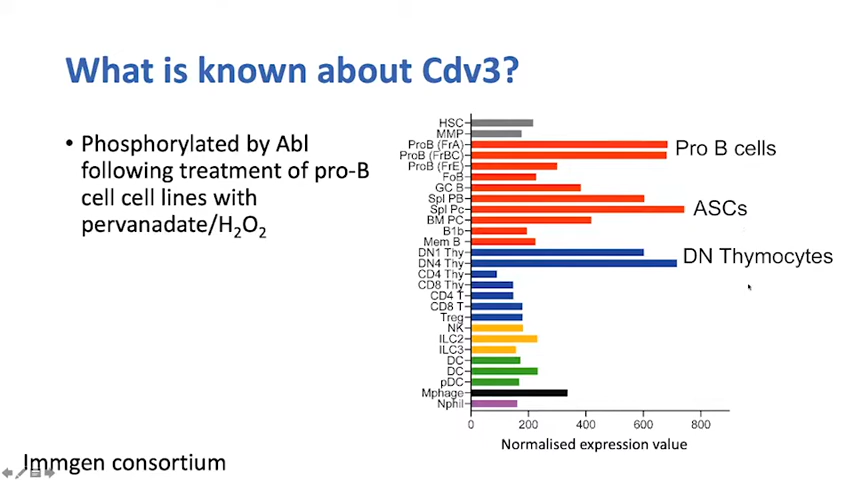 What is known about Cdv3?
• Phosphorylated by Abl
following treatment of pro-B
cell cell lines with
pervanadate/H₂O₂
HSC
MMP
ProB (FrA)
ProB (FrBC)
ProB (FrE)
FoB
GC B
Spl PB
Spl Pc
BM PC
B1b
Mem B
DN1 Thy
DN4 Thy
CD4 Thy
CD8 Thy
CD4 T
CD8 T
Treg
NK
ILC2
ILC3
DC
DC
pDC
Mphage
Nphil
Pro B cells
ASCs
DN Thymocytes
0 200 400 600 800
Normalised expression value
Immgen consortium